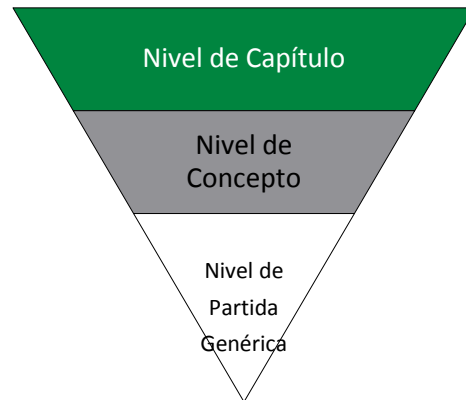 Nivel de Capítulo
Nivel de
Concepto
Nivel de
Partida
Genérica